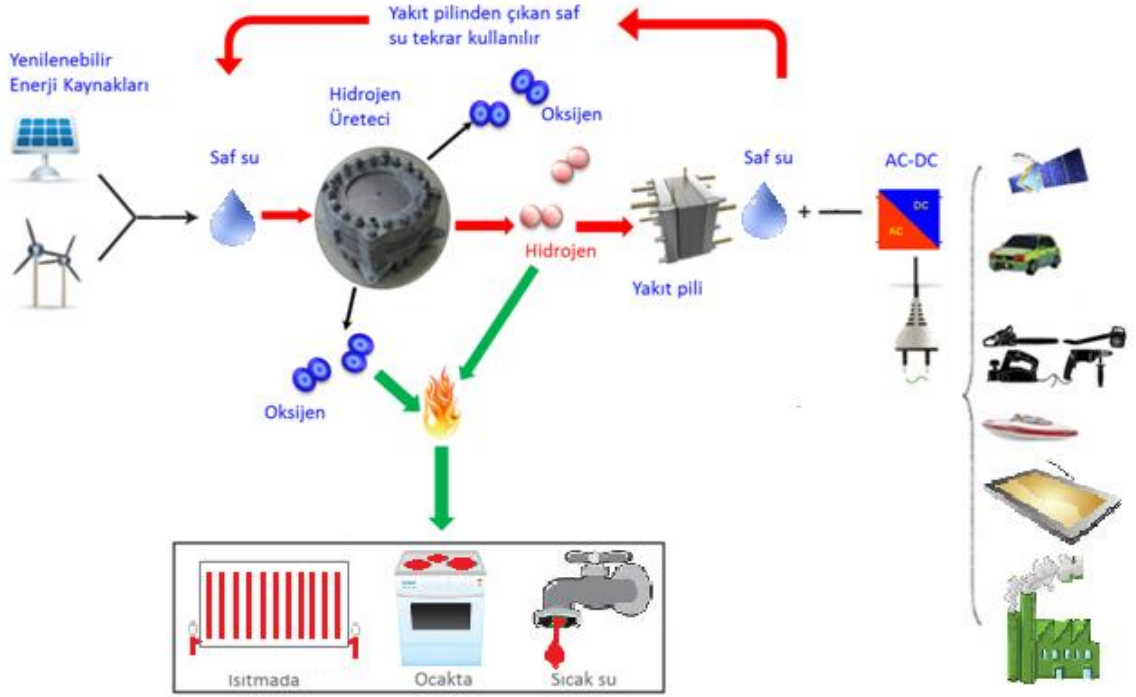 Yakıt pilinden çıkan saf
su tekrar kullanılır
Yenilenebilir
Enerji Kaynakları
Hidrojen
Üreteci
Oksijen
Saf su
Saf su
AC-DC
DC
AC
+
Hidrojen
Yakıt pili
Oksijen
Isıtmada
Ocakta
Sıcak su